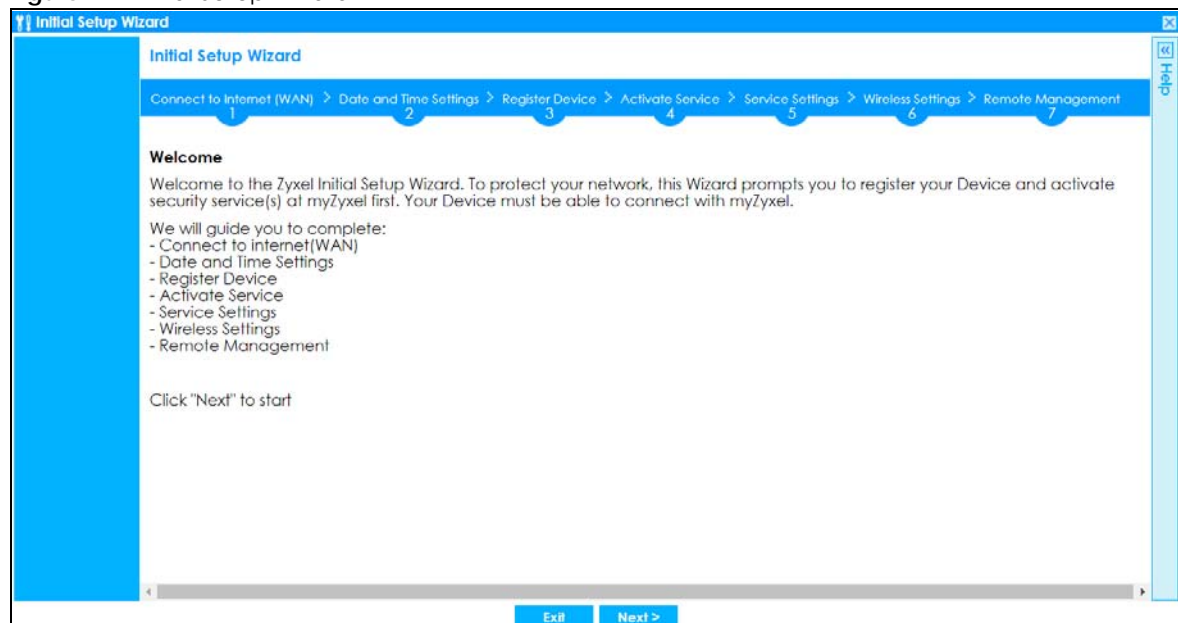 Initial Setup Wizard
Initial Setup Wizard
Help
Connect to Internet (WAN) > Date and Time Settings > Register Device > Activate Service > Service Settings > Wireless Settings > Remote Management
1 2 3 4 5 6 7
Welcome
Welcome to the Zyxel Initial Setup Wizard. To protect your network, this Wizard prompts you to register your Device and activate
security service(s) at myZyxel first. Your Device must be able to connect with myZyxel.
We will guide you to complete:
- Connect to internet(WAN)
- Date and Time Settings
- Register Device
- Activate Service
- Service Settings
- Wireless Settings
- Remote Management
Click "Next" to start
Exit Next >